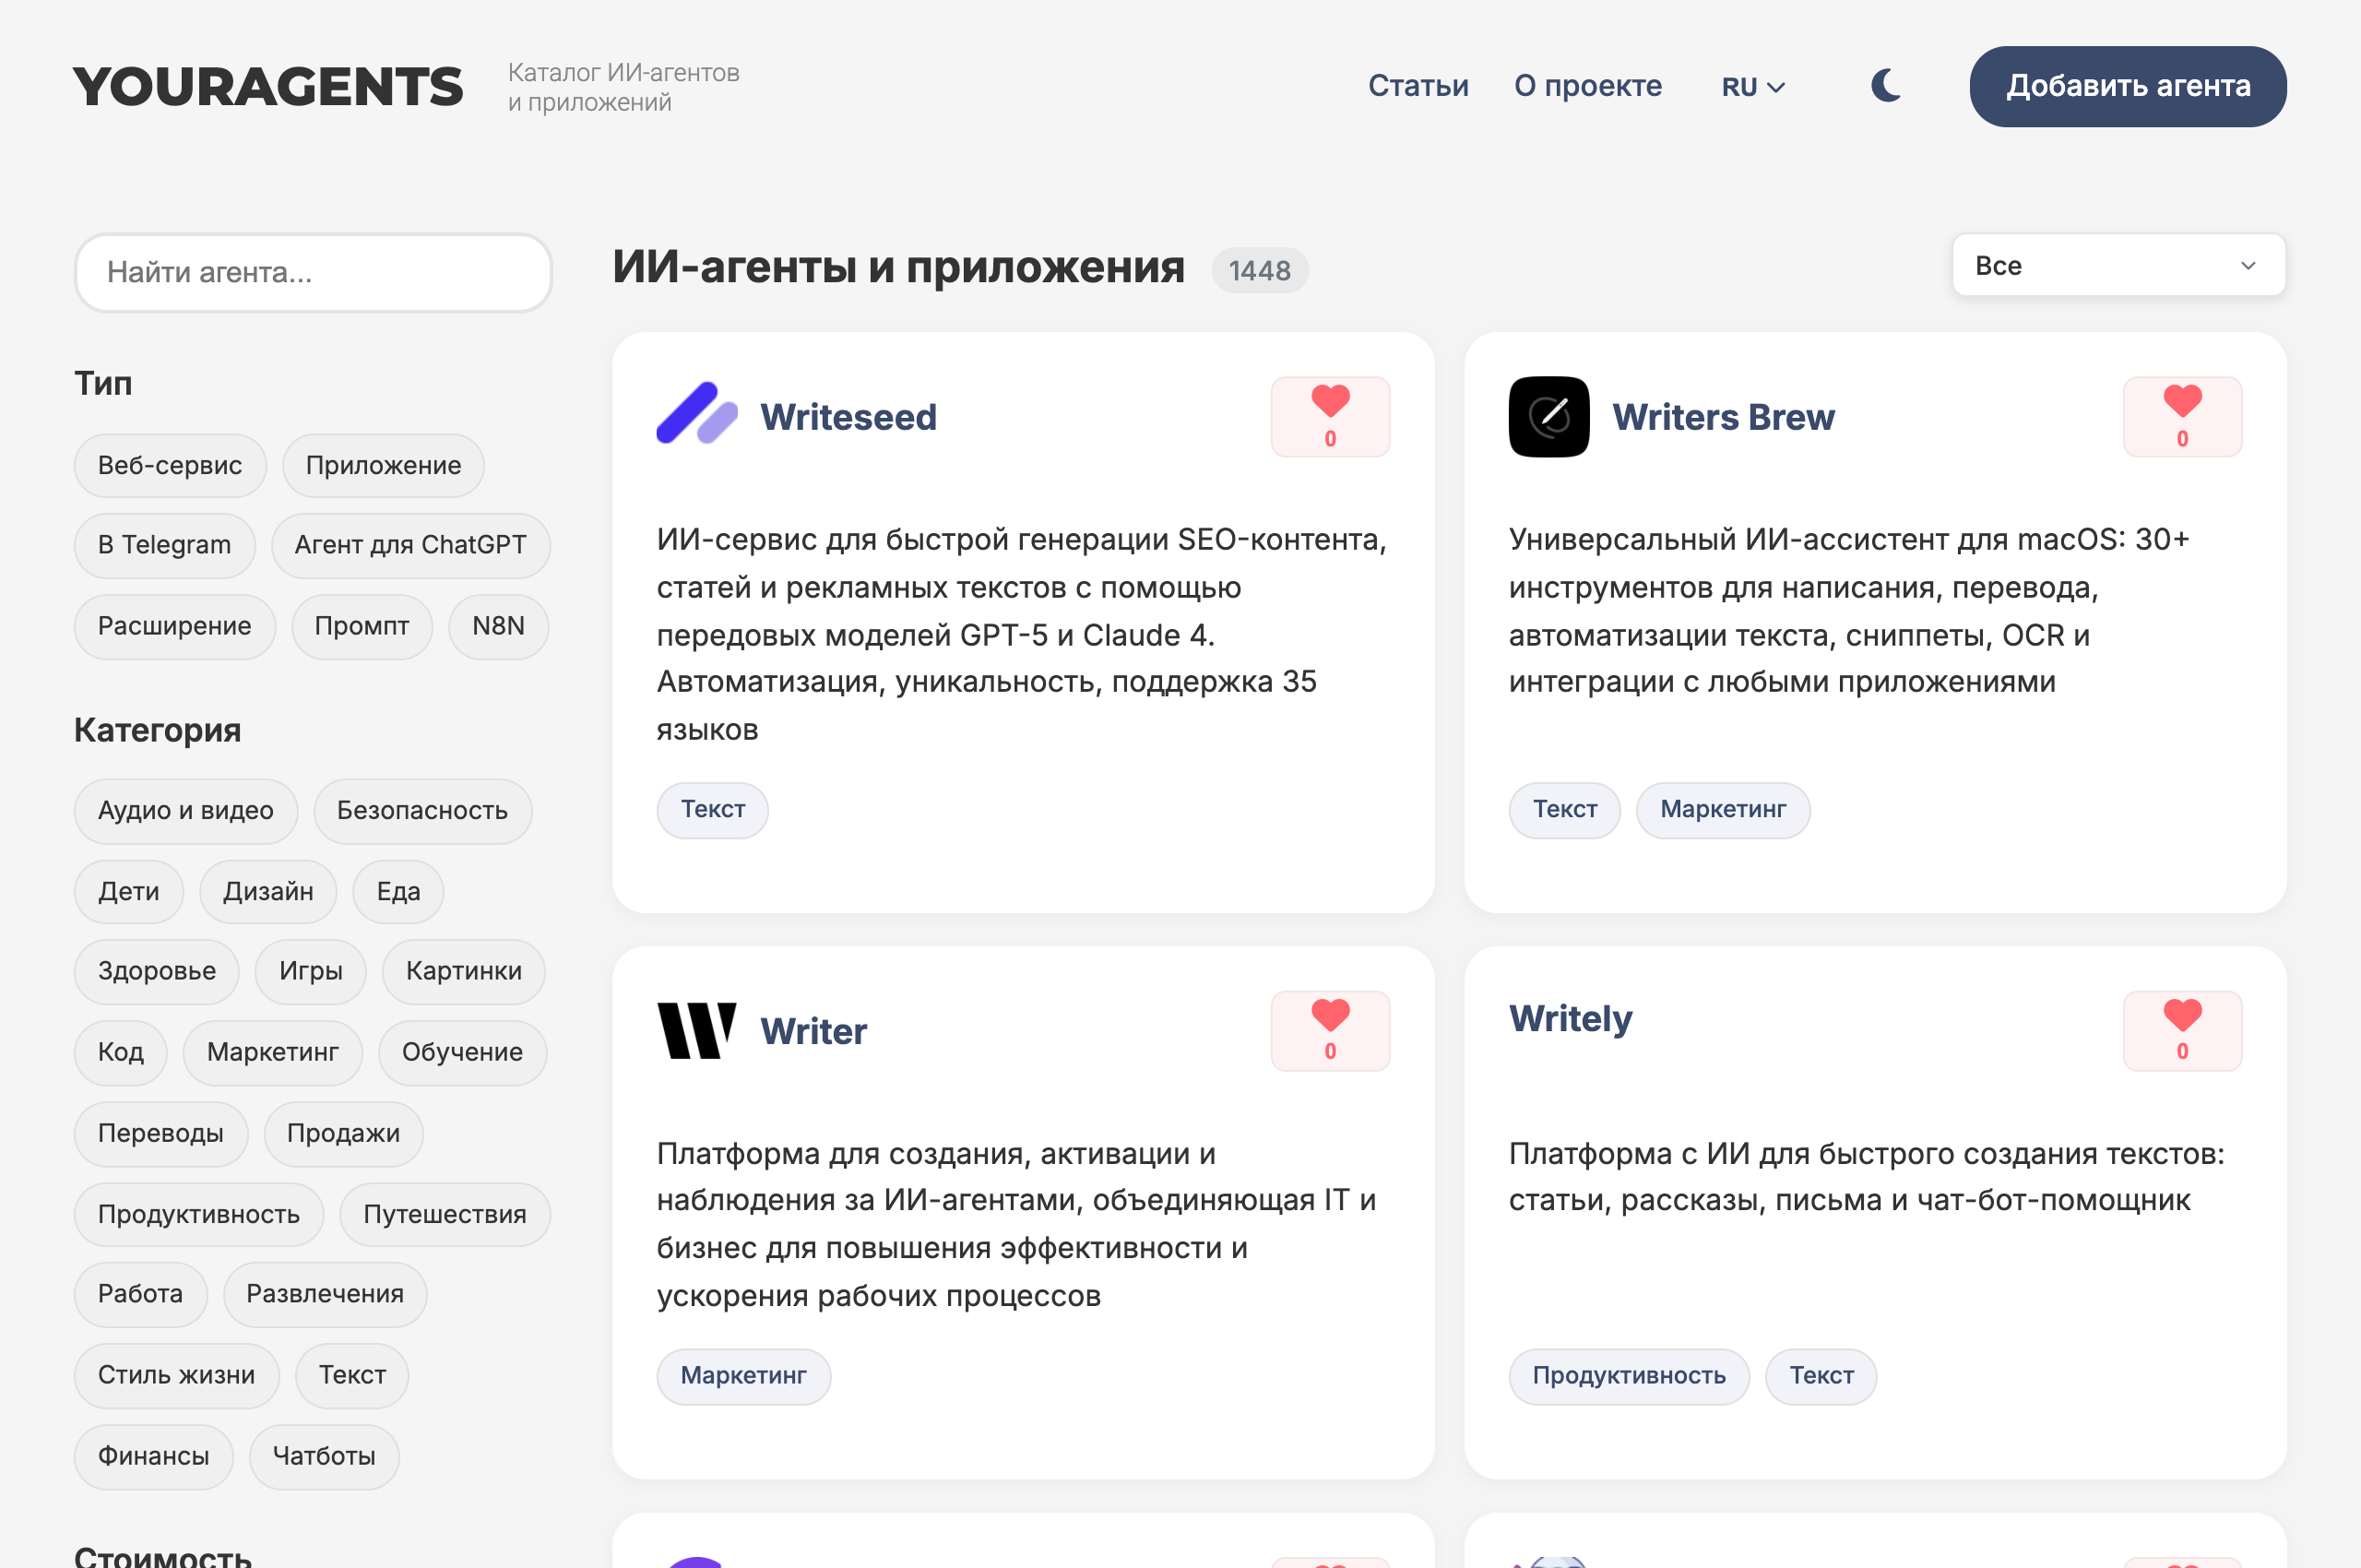 YOURAGENTS
Каталог ИИ-агентов
и приложений
Статьи
О проекте
RU
Добавить агента
Найти агента...
Тип
Веб-сервис
Приложение
В Telegram
Агент для ChatGPT
Расширение
Промпт
N8N
Категория
Аудио и видео
Безопасность
Дети
Дизайн
Еда
Здоровье
Игры
Картинки
Код
Маркетинг
Обучение
Переводы
Продажи
Продуктивность
Путешествия
Работа
Развлечения
Стиль жизни
Текст
Финансы
Чатботы
Стоимость
ИИ-агенты и приложения
1448
Все
Writeseed
0
ИИ-сервис для быстрой генерации SEO-контента,
статей и рекламных текстов с помощью
передовых моделей GPT-5 и Claude 4.
Автоматизация, уникальность, поддержка 35
языков
Текст
Writers Brew
0
Универсальный ИИ-ассистент для macOS: 30+
инструментов для написания, перевода,
автоматизации текста, сниппеты, OCR и
интеграции с любыми приложениями
Текст
Маркетинг
Writer
0
Платформа для создания, активации и
наблюдения за ИИ-агентами, объединяющая IT и
бизнес для повышения эффективности и
ускорения рабочих процессов
Маркетинг
Writely
0
Платформа с ИИ для быстрого создания текстов:
статьи, рассказы, письма и чат-бот-помощник
Продуктивность
Текст